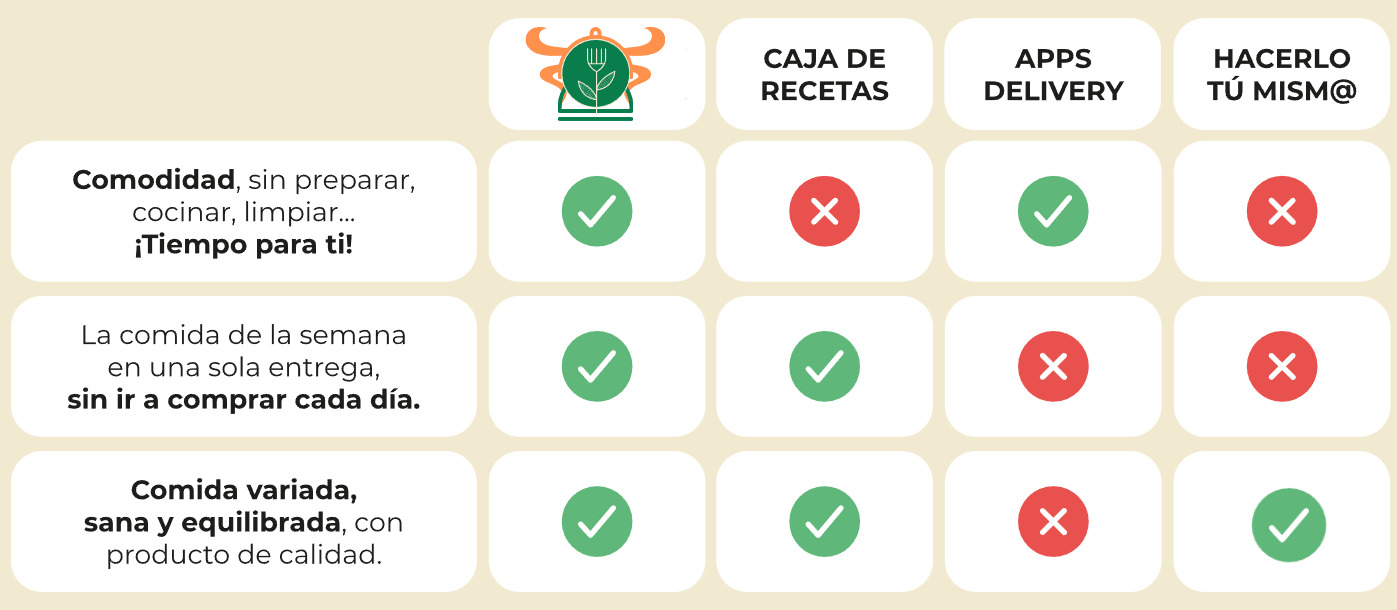 CAJA DE
RECETAS
APPS
DELIVERY
HACERLO
TÚ MISM@
Comodidad, sin preparar,
cocinar, limpiar...
¡Tiempo para ti!
La comida de la semana
en una sola entrega,
sin ir a comprar cada día.
Comida variada,
sana y equilibrada, con
producto de calidad.